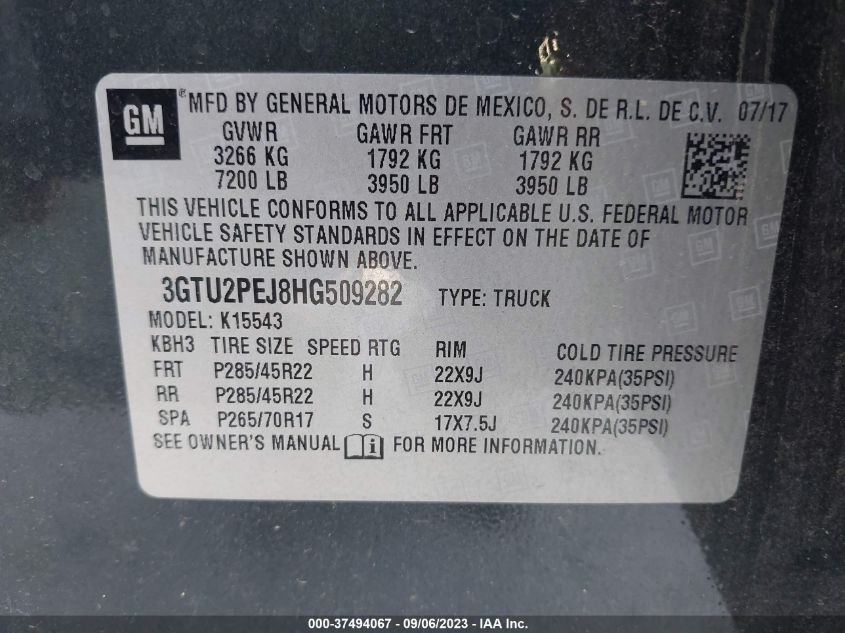 GM ® MFD BY GENERAL MOTORS DE MEXICO, S. DE R.L. DE C.V. 07/17
GVWR GAWR FRT GAWR RR
3266 KG 1792 KG 1792 KG
7200 LB 3950 LB 3950 LB
THIS VEHICLE CONFORMS TO ALL APPLICABLE U.S. FEDERAL MOTOR
VEHICLE SAFETY STANDARDS IN EFFECT ON THE DATE OF
MANUFACTURE SHOWN ABOVE.
3GTU2PEJ8HG509282 TYPE: TRUCK
MODEL: K15543
KBH3 TIRE SIZE SPEED RTG RIM COLD TIRE PRESSURE
FRT P285/45R22 H 22X9J 240KPA(35PSI)
RR P285/45R22 H 22X9J 240KPA(35PSI)
SPA P265/70R17 S 17X7.5J 240KPA(35PSI)
SEE OWNER'S MANUAL FOR MORE INFORMATION.
000-37494067 - 09/06/2023 - IAA Inc.